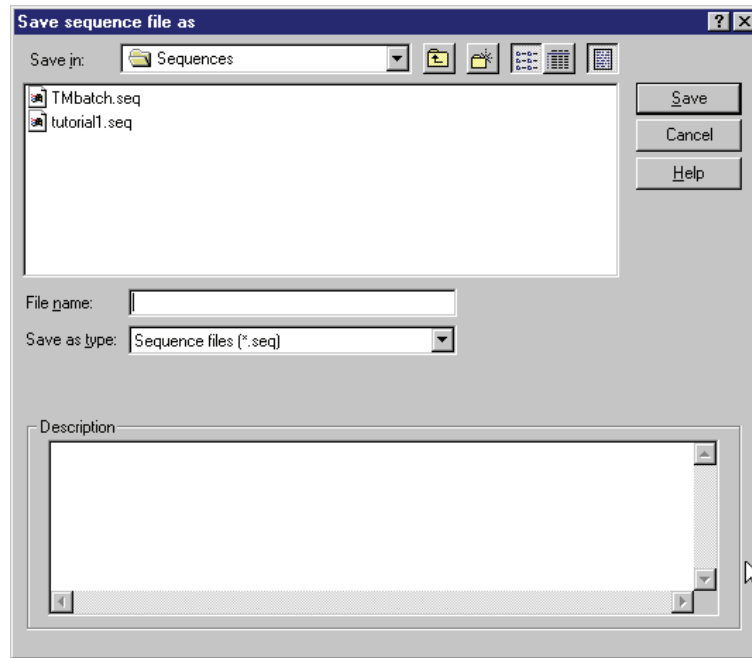 Save sequence file as
Save in: Sequences
TMbatch.seq
tutorial1.seq
Save
Cancel
Help
File name:
Save as type: Sequence files (*.seq)
Description